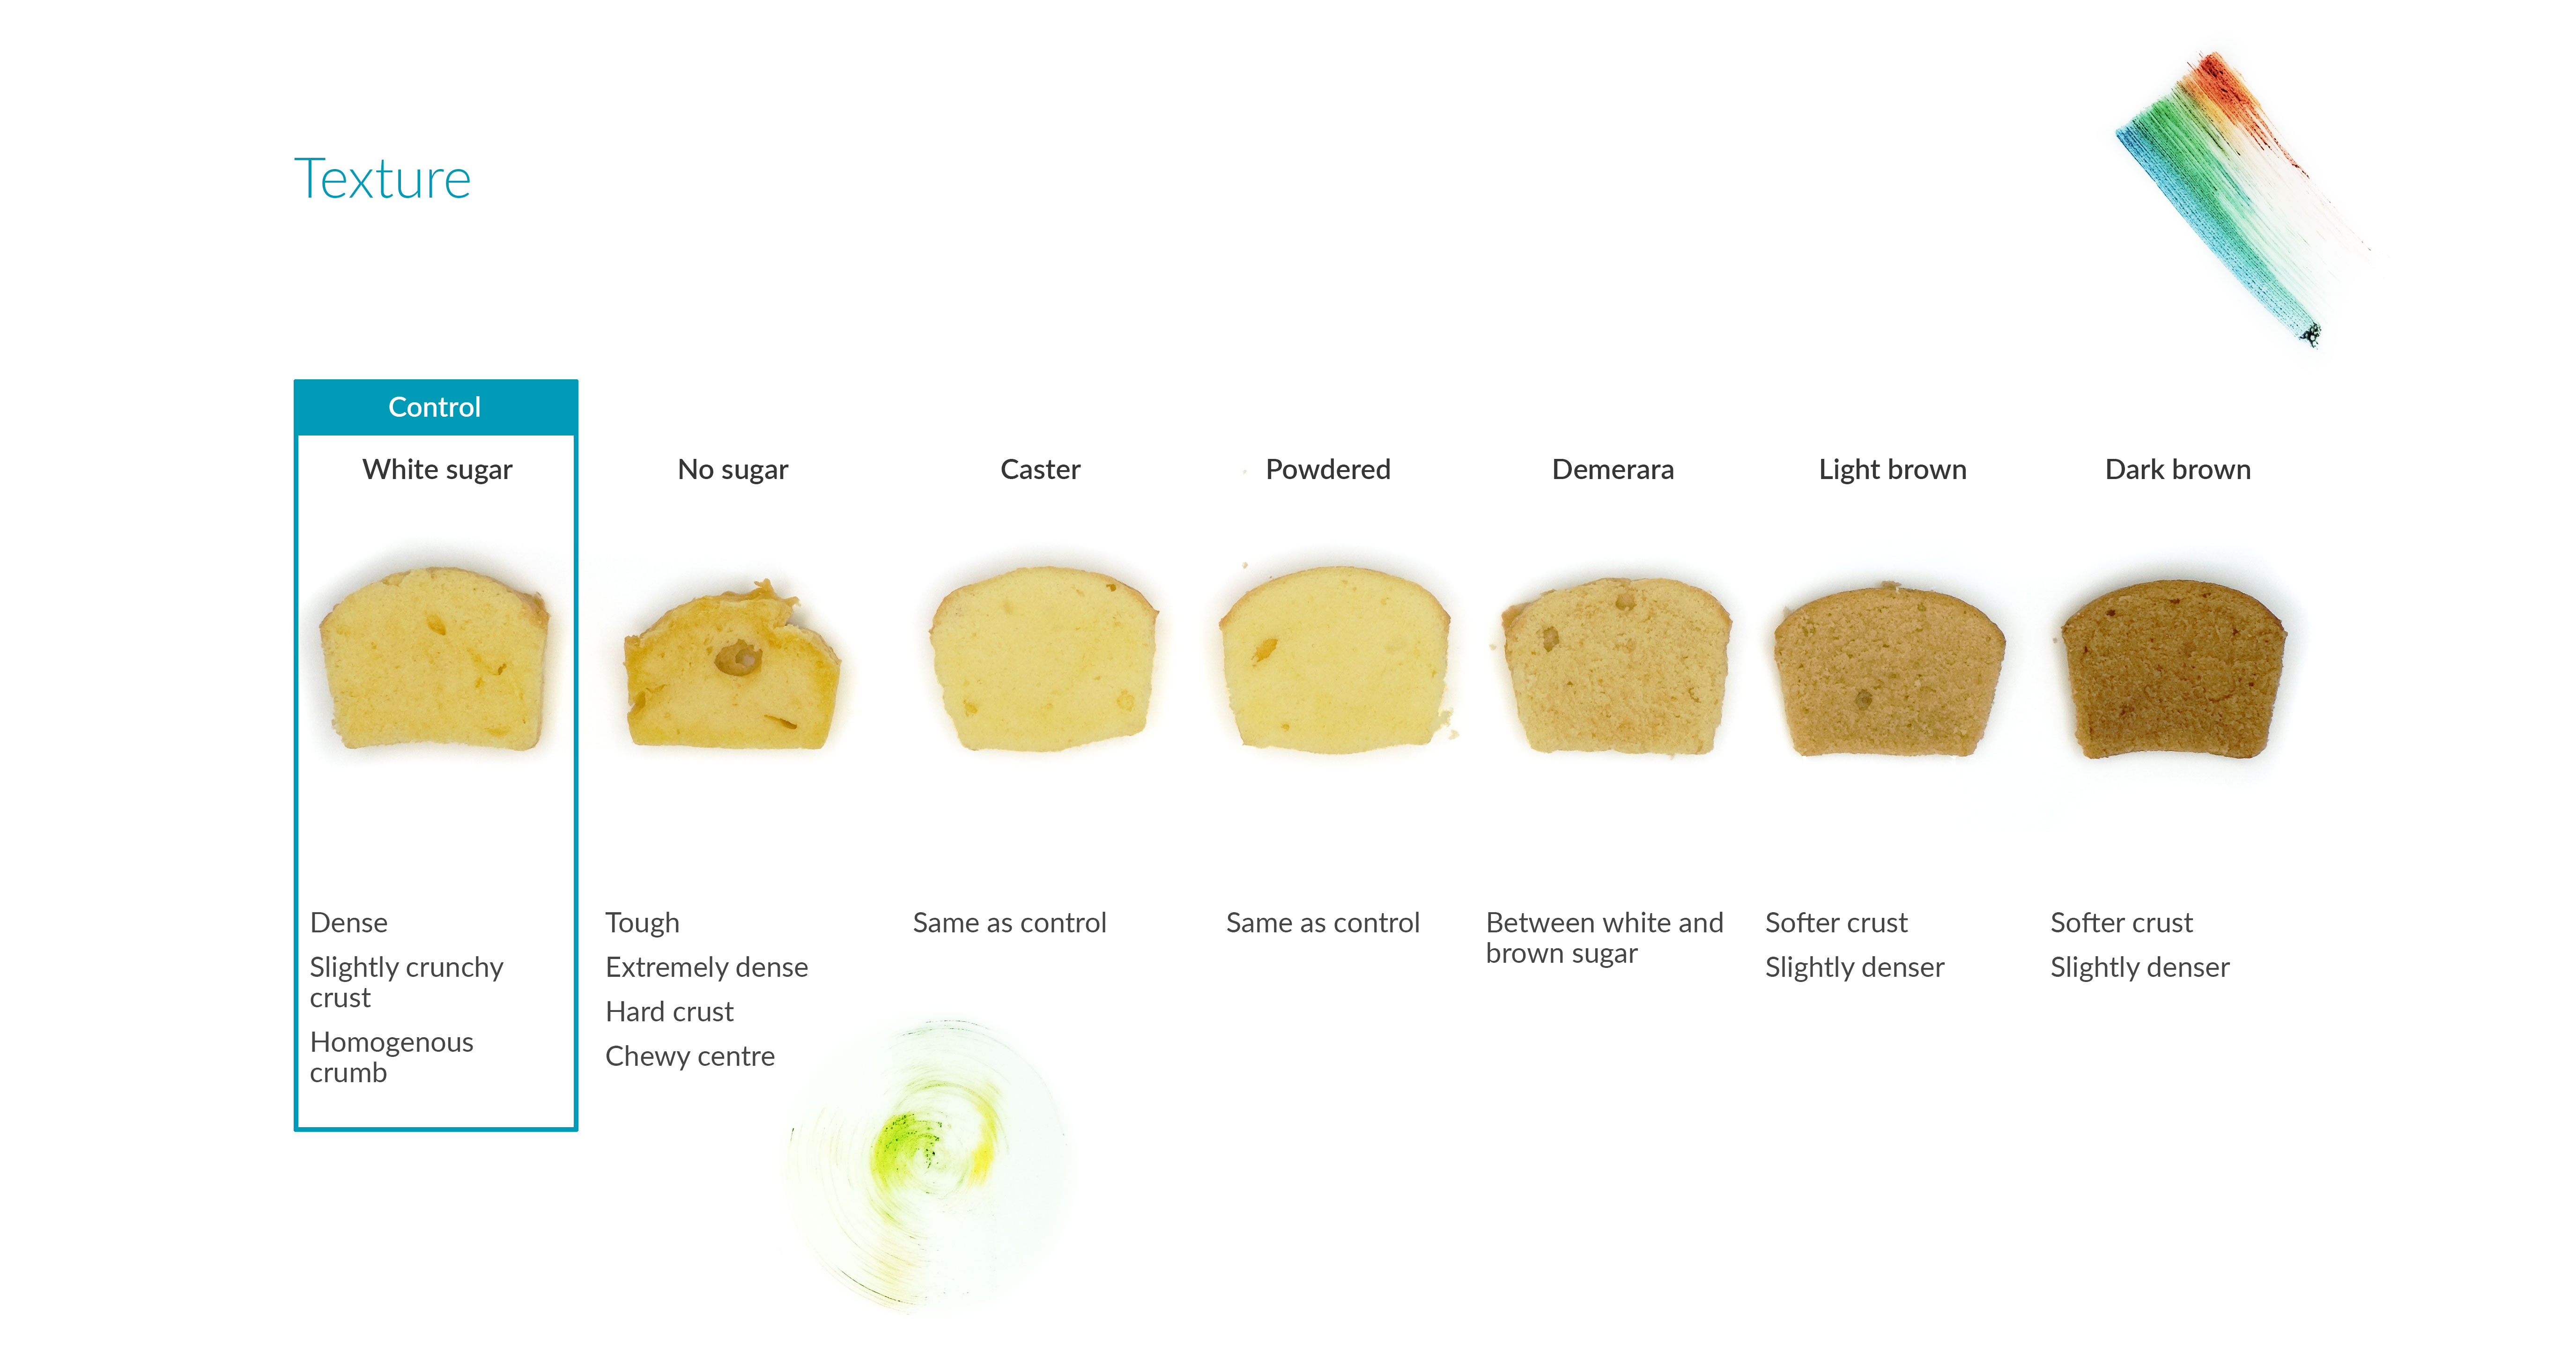 Texture
Control
White sugar
No sugar
Caster
Powdered
Demerara
Light brown
Dark brown
Dense
Slightly crunchy
crust
Homogenous
crumb
Tough
Extremely dense
Hard crust
Chewy centre
Same as control
Same as control
Between white and
brown sugar
Softer crust
Slightly denser
Softer crust
Slightly denser